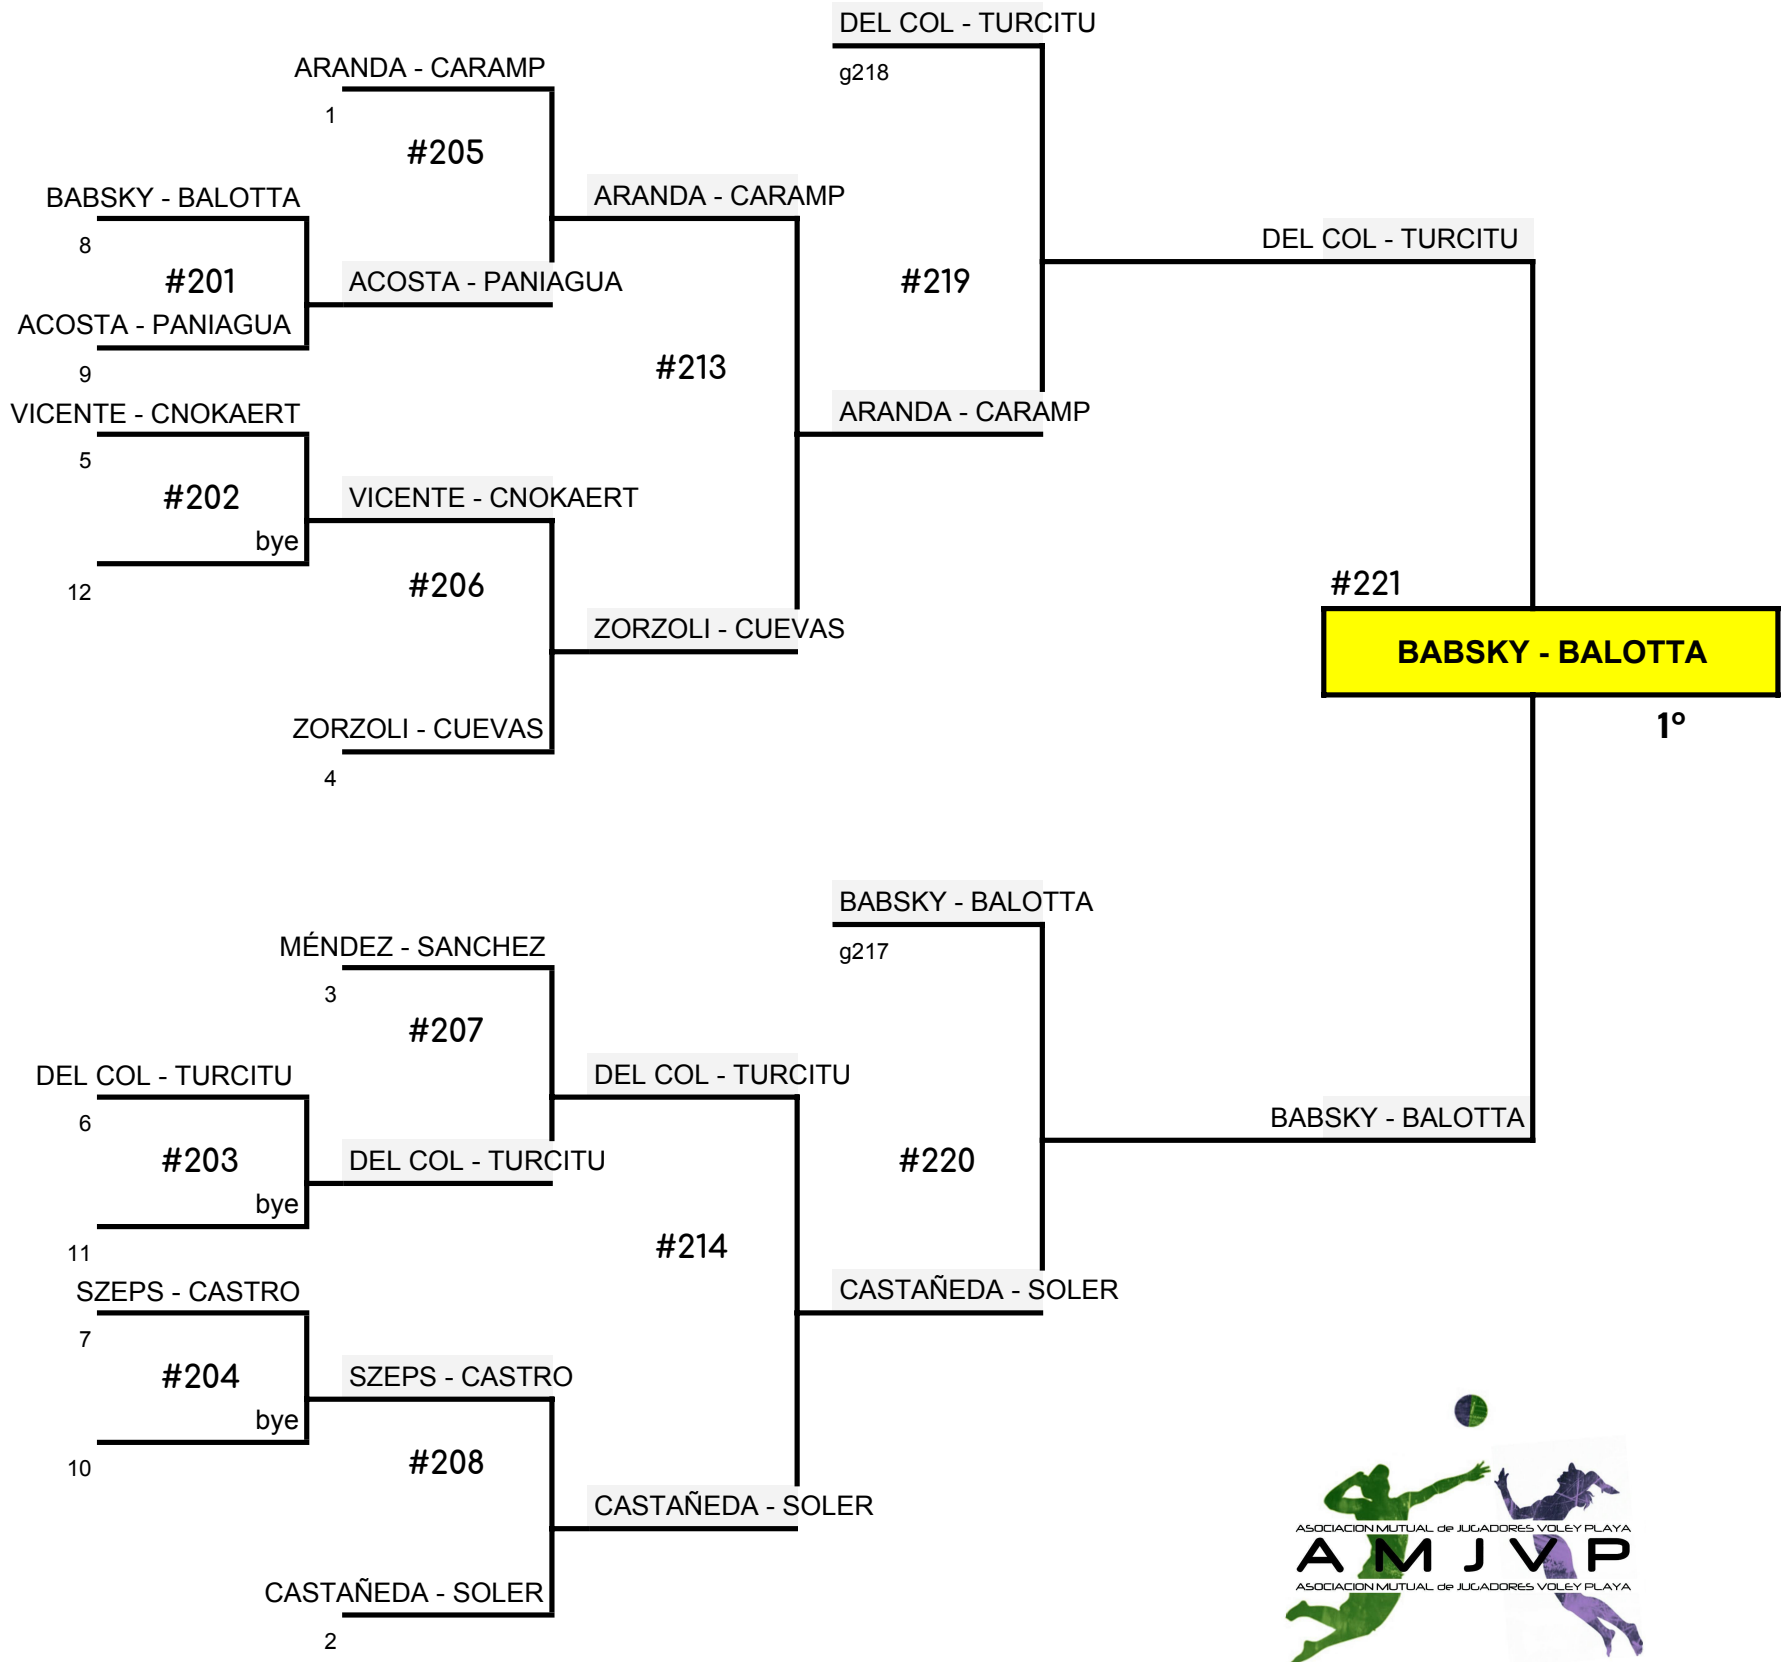 DEL COL - TURCITU
g218
ARANDA - CARAMP
1
#205
BABSKY - BALOTTA
8
#201
ACOSTA - PANIAGUA
9
ACOSTA - PANIAGUA
ARANDA - CARAMP
#213
#219
DEL COL - TURCITU
ARANDA - CARAMP
VICENTE - CNOKAERT
5
#202
bye
12
VICENTE - CNOKAERT
#206
ZORZOLI - CUEVAS
ZORZOLI - CUEVAS
4
#221
BABSKY - BALOTTA
1º
BABSKY - BALOTTA
g217
MÉNDEZ - SANCHEZ
3
#207
DEL COL - TURCITU
6
#203
bye
11
DEL COL - TURCITU
DEL COL - TURCITU
#214
#220
BABSKY - BALOTTA
CASTAÑEDA - SOLER
SZEPS - CASTRO
7
#204
bye
10
SZEPS - CASTRO
#208
CASTAÑEDA - SOLER
CASTAÑEDA - SOLER
2
ASOCIACION MUTUAL de JUGADORES VOLEY PLAYA
AMJVP
ASOCIACION MUTUAL de JUGADORES VOLEY PLAYA